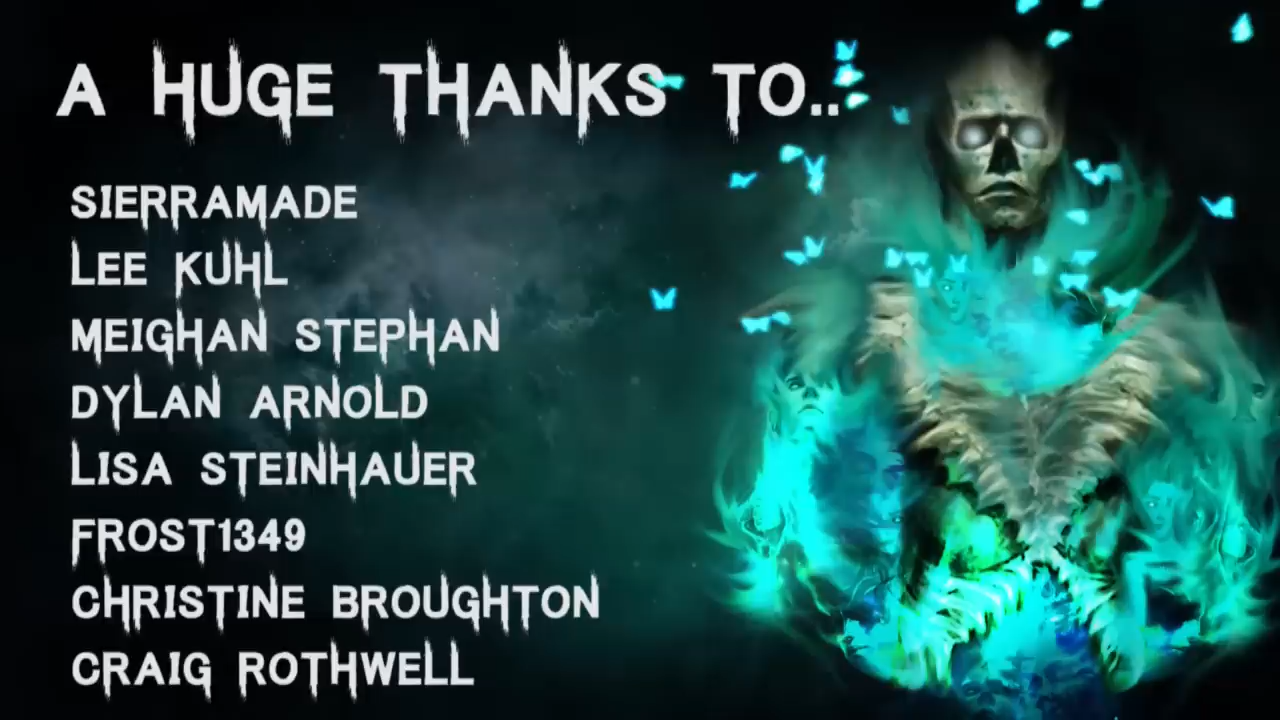 A HUGE THANKS TO..
SIERRAMADE
LEE KUHL
MEIGHAN STEPHAN
DYLAN ARNOLD
LISA STEINHAUER
FROST1349
CHRISTINE BROUGHTON
CRAIG ROTHWELL